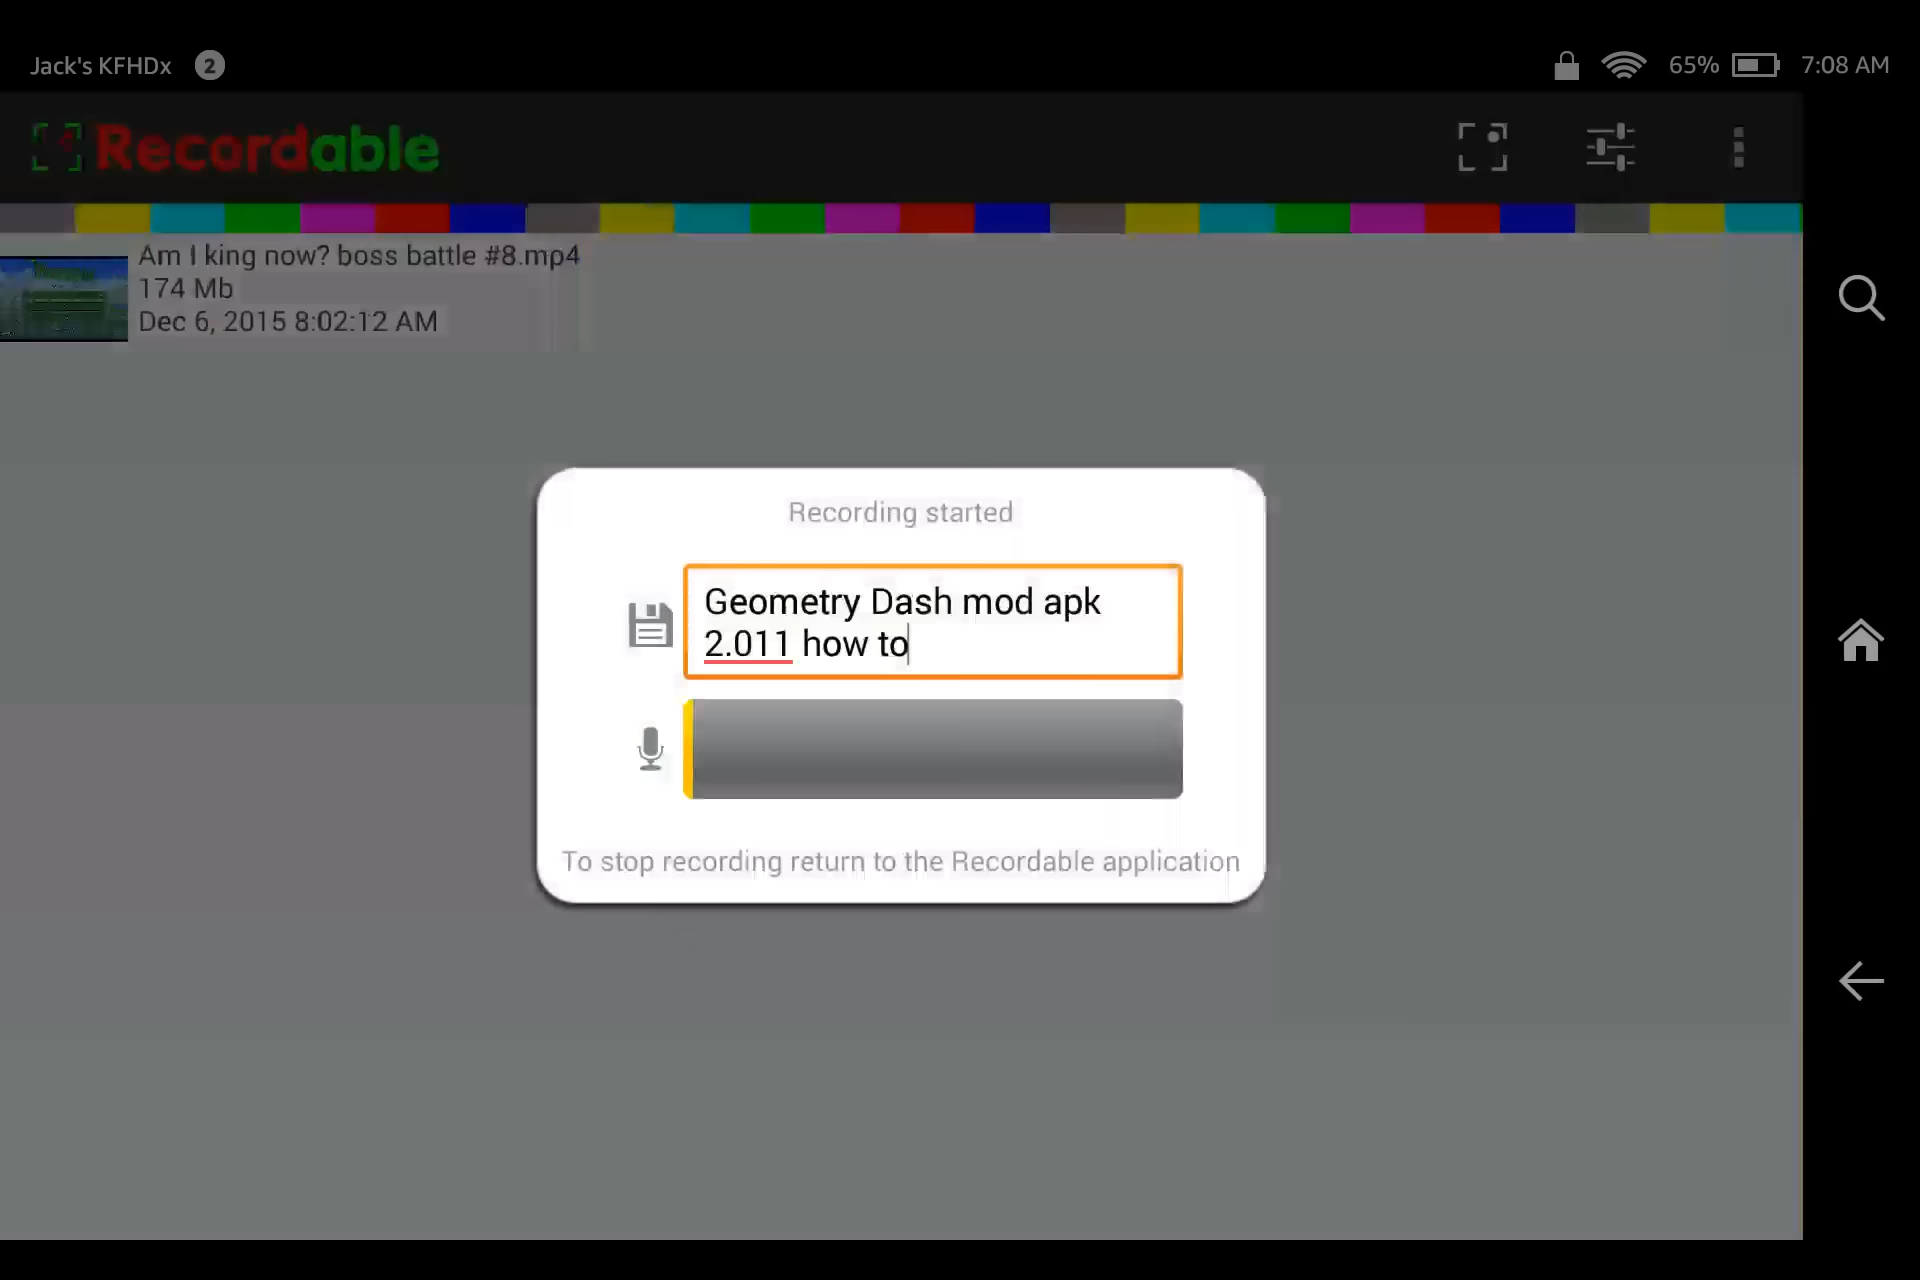 Jack's KFHDx 2 65% 7:08 AM
Recordable
Am I king now? boss battle #8.mp4
174 Mb
Dec 6, 2015 8:02:12 AM
Recording started
Geometry Dash mod apk
2.011 how to
To stop recording return to the Recordable application